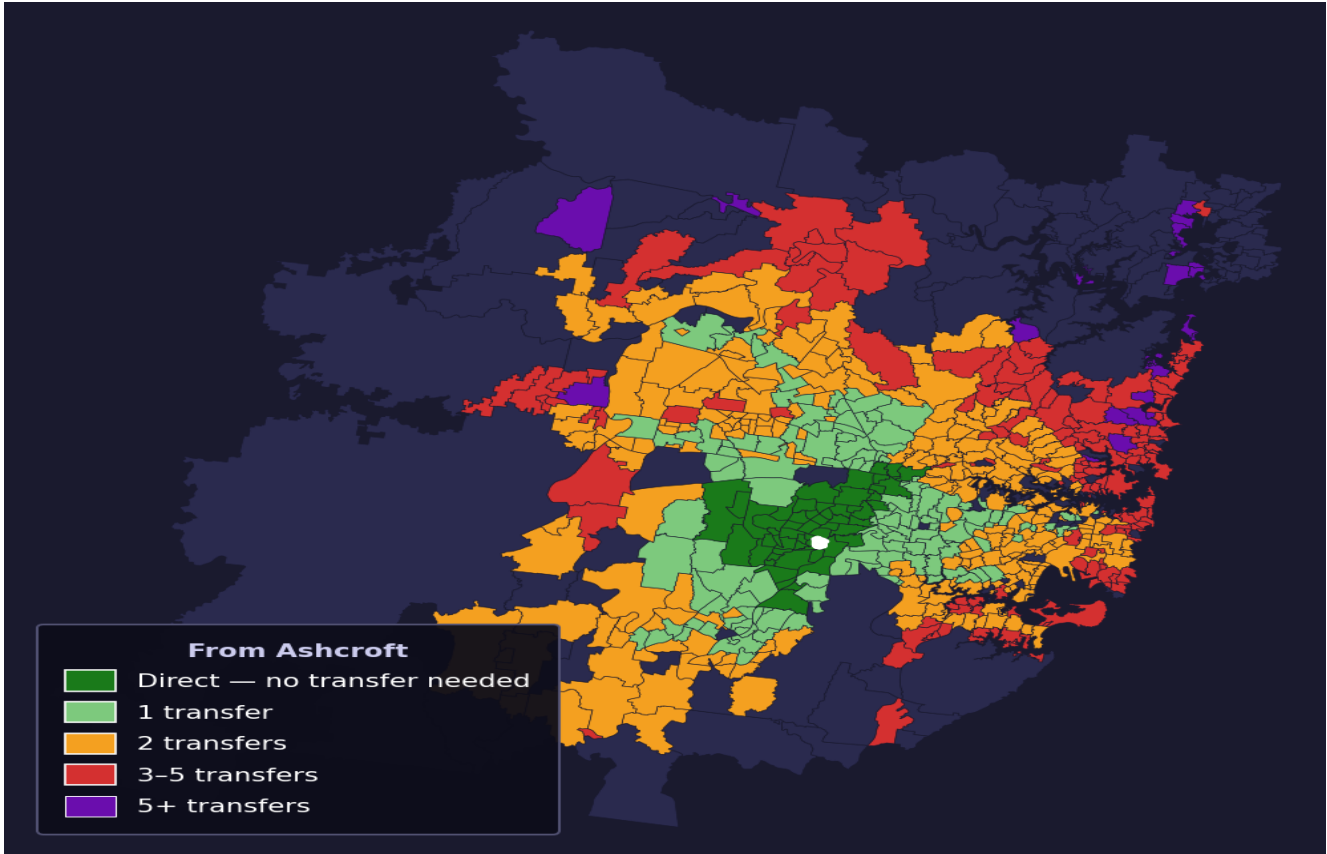 From Ashcroft
Direct — no transfer needed
1 transfer
2 transfers
3–5 transfers
5+ transfers